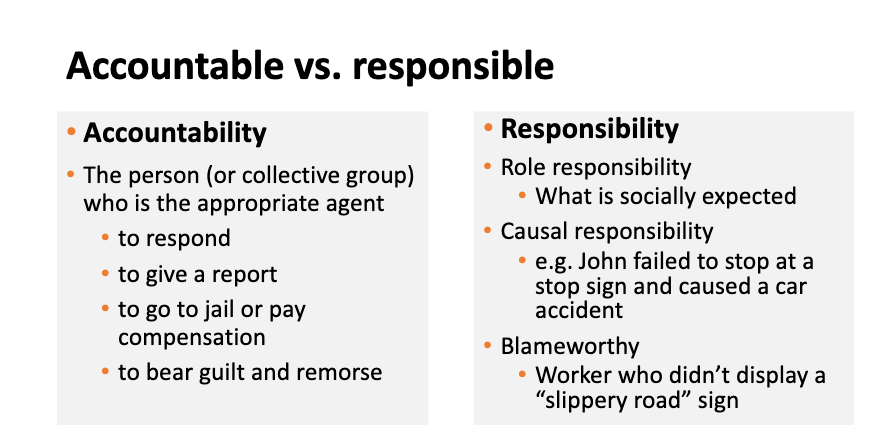 Accountable vs. responsible
• Accountability
• The person (or collective group)
who is the appropriate agent
• to respond
• to give a report
• to go to jail or pay
compensation
• to bear guilt and remorse
• Responsibility
• Role responsibility
• What is socially expected
• Causal responsibility
• e.g. John failed to stop at a
stop sign and caused a car
accident
• Blameworthy
• Worker who didn’t display a
“slippery road” sign